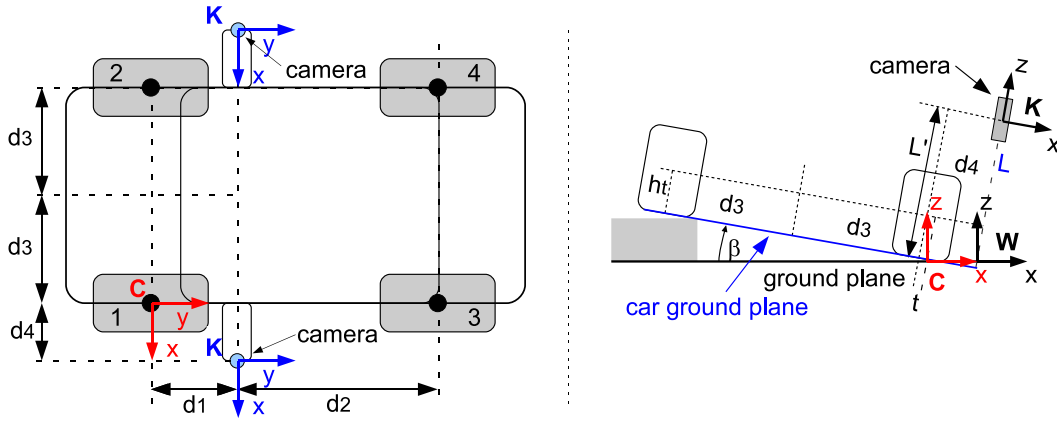 K
y
x
camera
2
4
d3
d3
C
1
y
x
3
d4
camera
K
y
x
d1
d2
camera
z
K
x
L'
L
d4
ht
d3
d3
z
z
W
β
ground plane
x
x
C
car ground plane
t